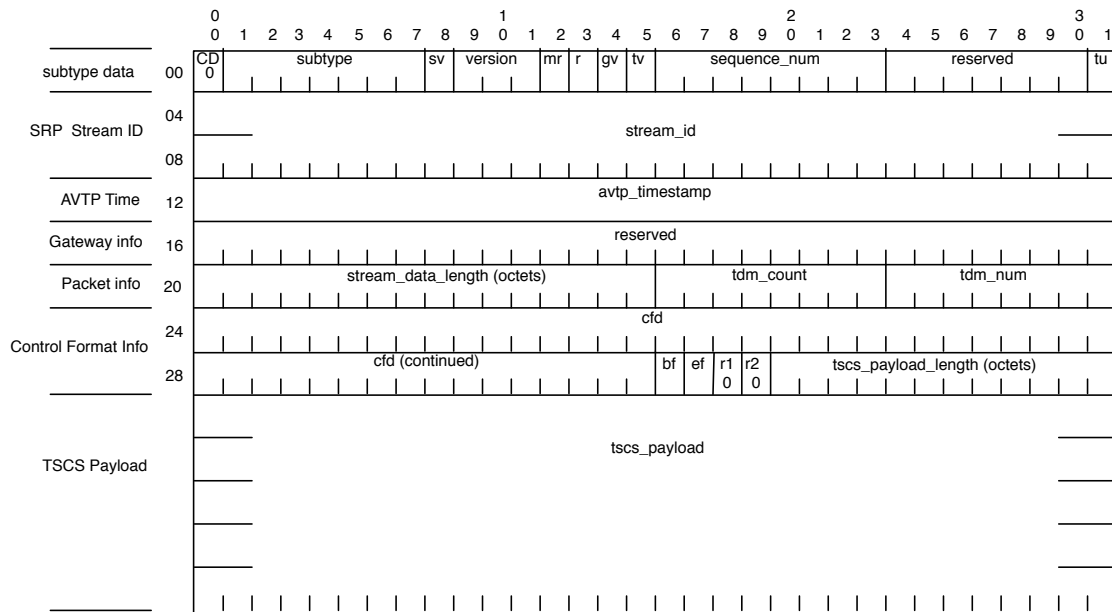 0 1 2 3
0 1 2 3 4 5 6 7 8 9 0 1 2 3 4 5 6 7 8 9 0 1 2 3 4 5 6 7 8 9 0 1
subtype data 00 CD subtype sv version mr r gv tv sequence_num reserved tu
0
04
SRP Stream ID stream_id
08
AVTP Time 12 avtp_timestamp
Gateway info 16 reserved
Packet info 20 stream_data_length (octets) tdm_count tdm_num
24 cfd
Control Format Info
28 cfd (continued) bf ef r1 r2 tscs_payload_length (octets)
0 0
tscs_payload
TSCS Payload